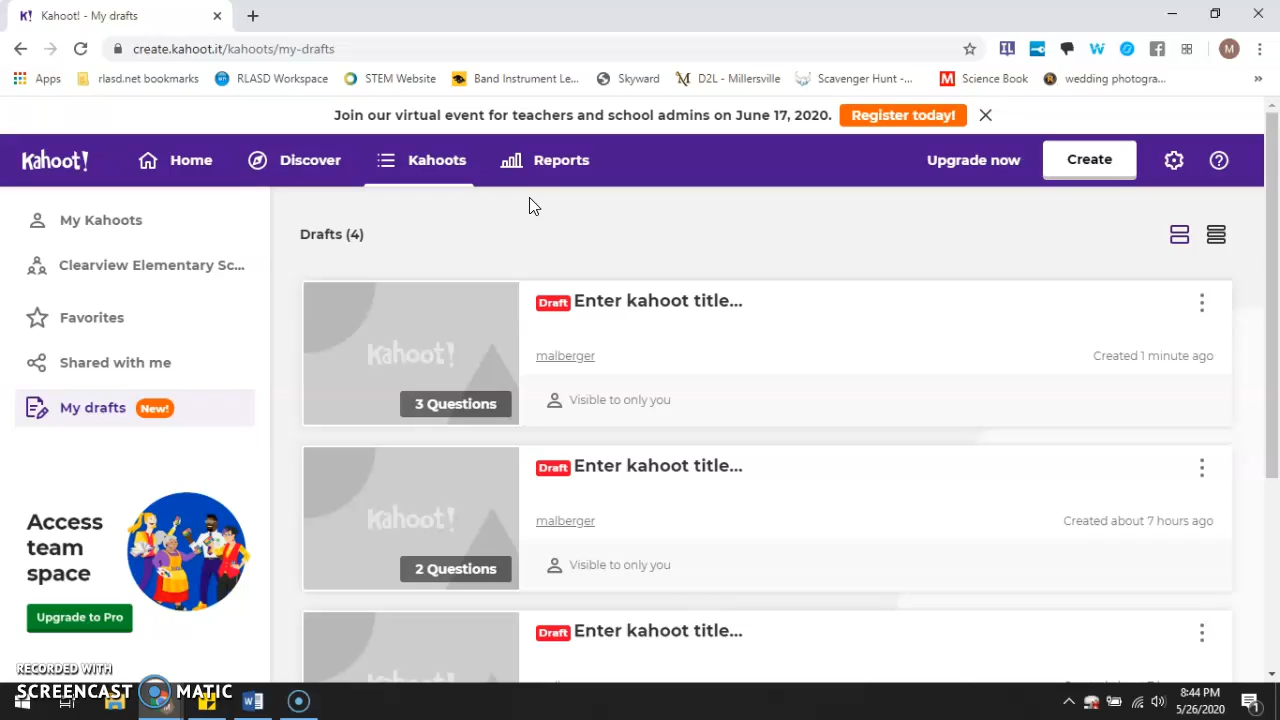 K! Kahoot! - My drafts
create.kahoot.it/kahoots/my-drafts
IL
W
M
Apps rlasd.net bookmarks RLASD Workspace STEM Website Band Instrument Le... Skyward D2L - Millersville Scavenger Hunt -... M Science Book wedding photogra... »
Join our virtual event for teachers and school admins on June 17, 2020. Register today!
Kahoot! Home Discover Kahoots Reports Upgrade now Create
My Kahoots
Clearview Elementary Sc...
Favorites
Shared with me
My drafts New!
Access
team
space
Upgrade to Pro
Drafts (4)
Kahoot!
3 Questions
Draft Enter kahoot title...
malberger Created 1 minute ago
Visible to only you
Kahoot!
2 Questions
Draft Enter kahoot title...
malberger Created about 7 hours ago
Visible to only you
Draft Enter kahoot title...
RECORDED WITH
SCREENCAST MATIC
8:44 PM
5/26/2020
1